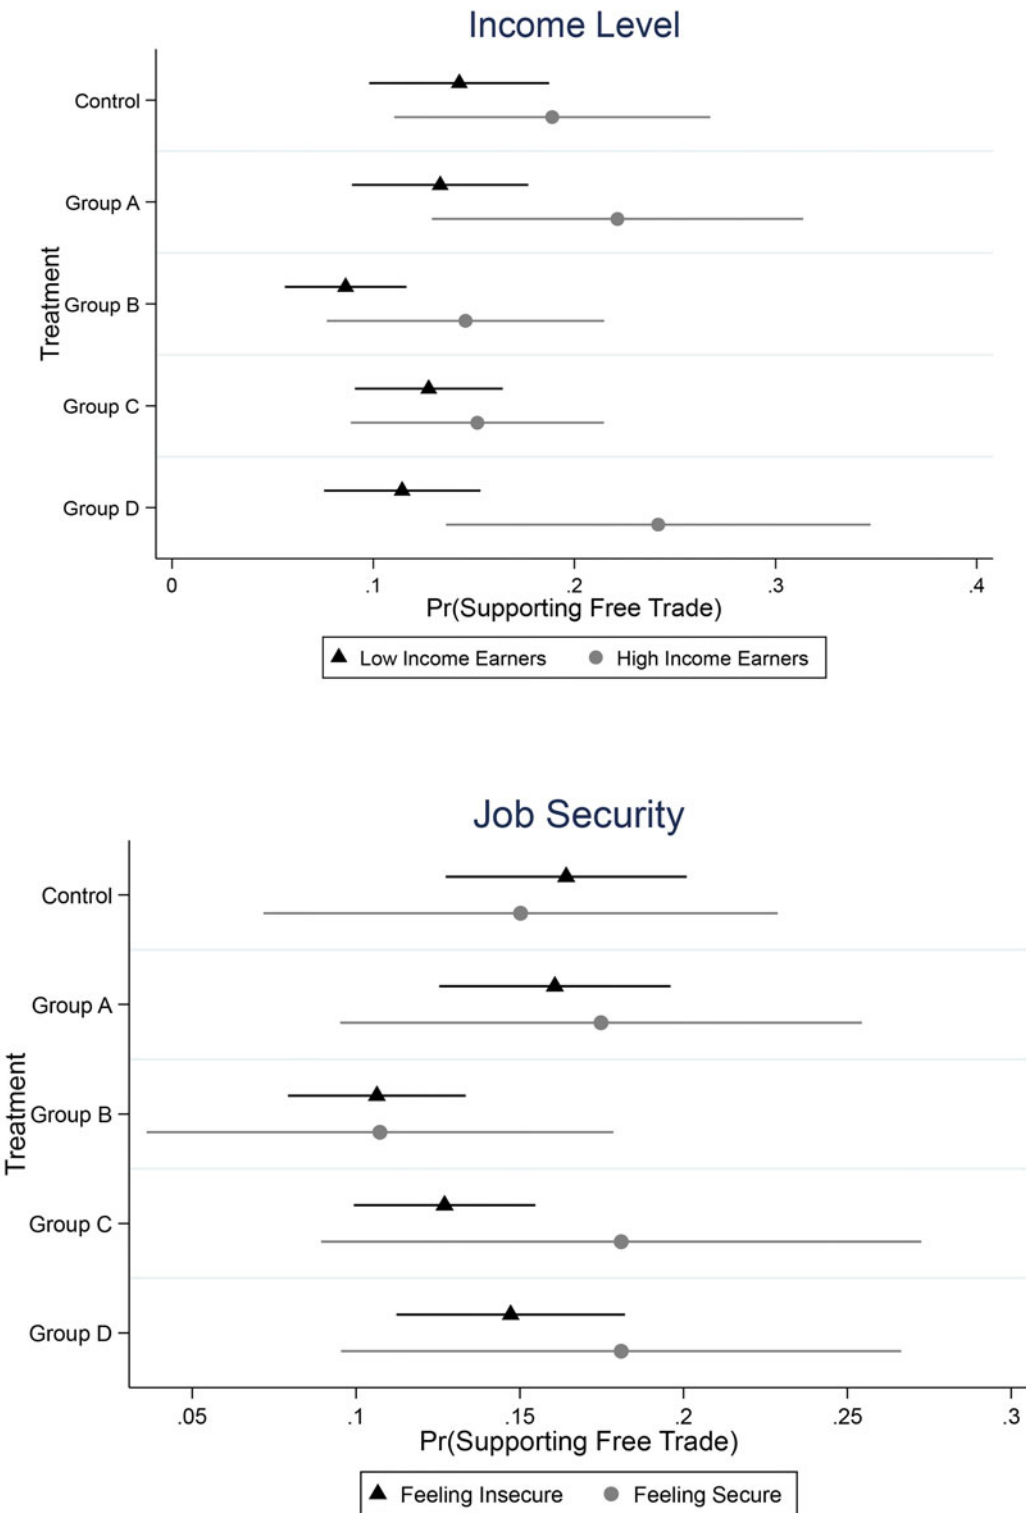 Income Level
Control
Group A
Group B
Group C
Group D
Treatment
0 .1 .2 .3 .4
Pr(Supporting Free Trade)
Low Income Earners High Income Earners
Job Security
Control
Group A
Group B
Group C
Group D
Treatment
.05 .1 .15 .2 .25 .3
Pr(Supporting Free Trade)
Feeling Insecure Feeling Secure